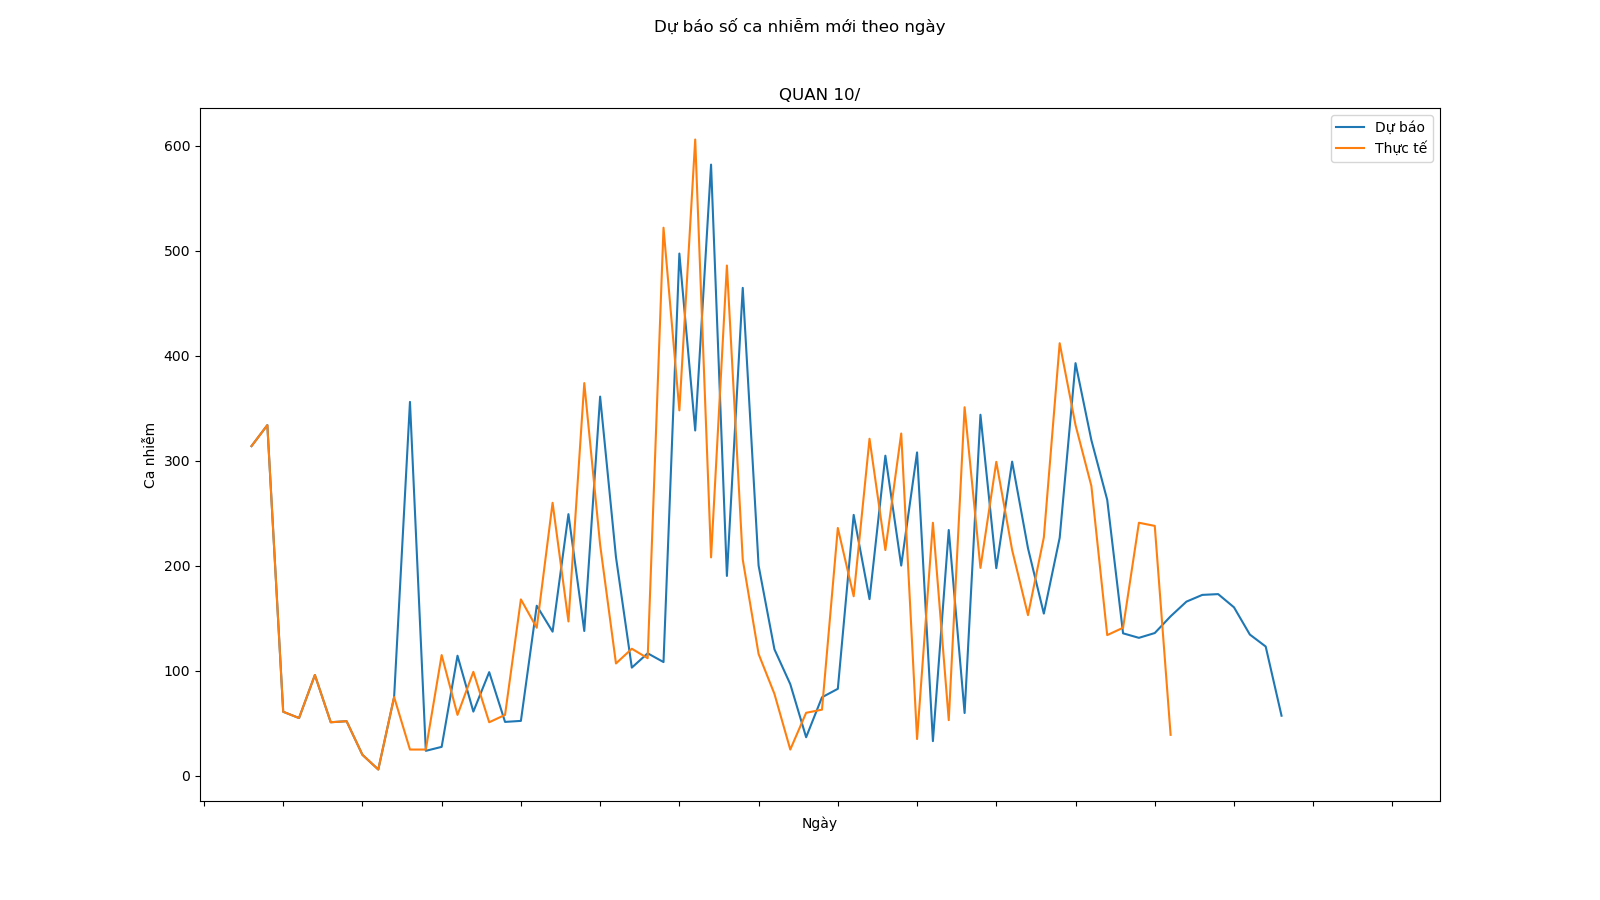 Dự báo số ca nhiễm mới theo ngày
QUAN 10/
Dự báo
Thực tế
600
500
400
300
200
100
0
Ca nhiễm
Ngày